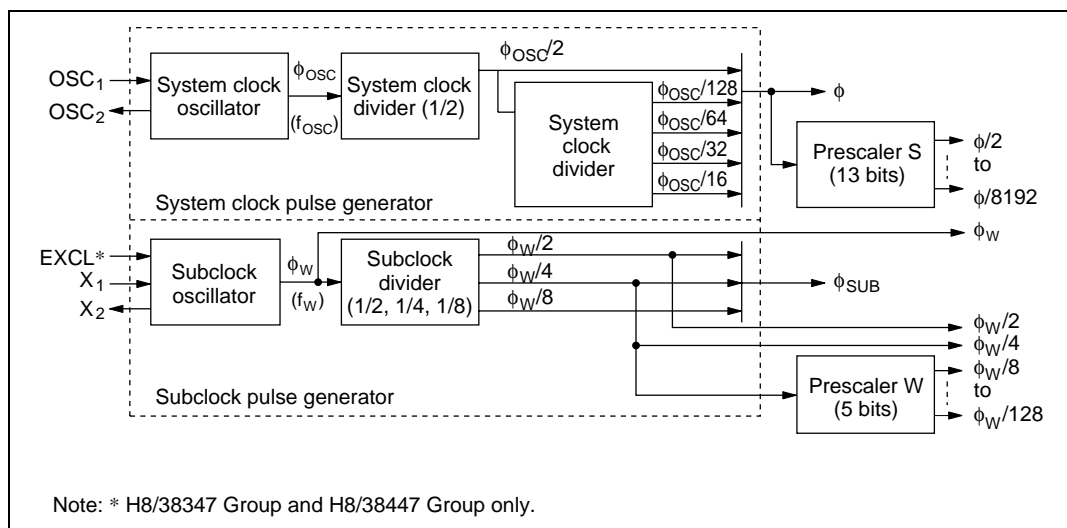 OSC₁
OSC₂
System clock
oscillator
ϕOSC
(fOSC)
System clock
divider (1/2)
ϕOSC/2
System
clock
divider
ϕOSC/128
ϕOSC/64
ϕOSC/32
ϕOSC/16
ϕ
Prescaler S
(13 bits)
ϕ/2
to
ϕ/8192
System clock pulse generator
EXCL*
X₁
X₂
Subclock
oscillator
ϕW
(fW)
Subclock
divider
(1/2, 1/4, 1/8)
ϕW/2
ϕW/4
ϕW/8
ϕW
ϕSUB
ϕW/2
ϕW/4
Prescaler W
(5 bits)
ϕW/8
to
ϕW/128
Subclock pulse generator
Note: * H8/38347 Group and H8/38447 Group only.